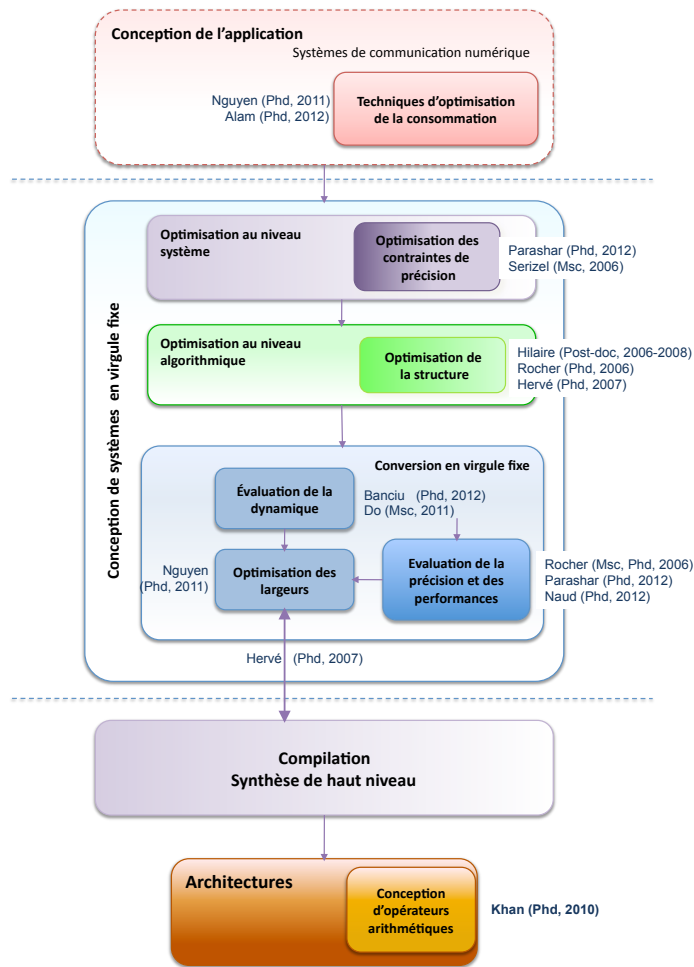 Conception de l'application
Systèmes de communication numérique
Nguyen (Phd, 2011)
Alam (Phd, 2012)
Techniques d'optimisation
de la consommation
Conception de systèmes en virgule fixe
Optimisation au niveau
système
Optimisation des
contraintes de
précision
Parashar (Phd, 2012)
Serizel (Msc, 2006)
Optimisation au niveau
algorithmique
Optimisation de
la structure
Hilaire (Post-doc, 2006-2008)
Rocher (Phd, 2006)
Hervé (Phd, 2007)
Conversion en virgule fixe
Évaluation de la
dynamique
Banciu (Phd, 2012)
Do (Msc, 2011)
Nguyen
(Phd, 2011)
Optimisation des
largeurs
Evaluation de la
précision et des
performances
Rocher (Msc, Phd, 2006)
Parashar (Phd, 2012)
Naud (Phd, 2012)
Hervé (Phd, 2007)
Compilation
Synthèse de haut niveau
Architectures
Conception
d'opérateurs
arithmétiques
Khan (Phd, 2010)